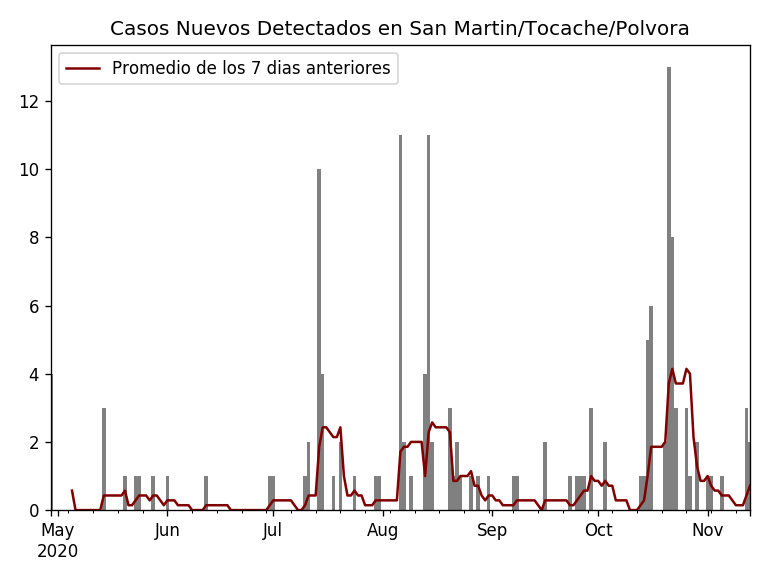 Casos Nuevos Detectados en San Martin/Tocache/Polvora
Promedio de los 7 dias anteriores
12
10
8
6
4
2
0
May Jun Jul Aug Sep Oct Nov
2020